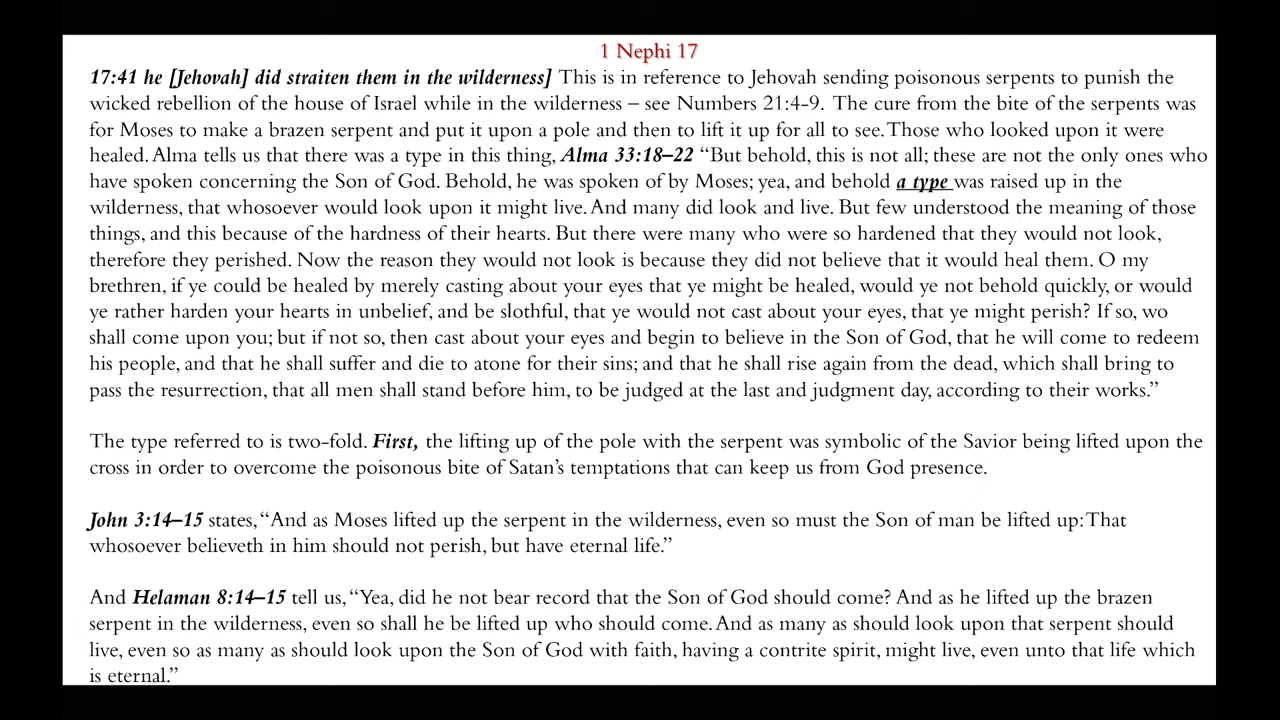 1 Nephi 17
17:41 he [Jehovah] did straiten them in the wilderness] This is in reference to Jehovah sending poisonous serpents to punish the
wicked rebellion of the house of Israel while in the wilderness – see Numbers 21:4-9. The cure from the bite of the serpents was
for Moses to make a brazen serpent and put it upon a pole and then to lift it up for all to see. Those who looked upon it were
healed. Alma tells us that there was a type in this thing, Alma 33:18–22 “But behold, this is not all; these are not the only ones who
have spoken concerning the Son of God. Behold, he was spoken of by Moses; yea, and behold a type was raised up in the
wilderness, that whosoever would look upon it might live. And many did look and live. But few understood the meaning of those
things, and this because of the hardness of their hearts. But there were many who were so hardened that they would not look,
therefore they perished. Now the reason they would not look is because they did not believe that it would heal them. O my
brethren, if ye could be healed by merely casting about your eyes that ye might be healed, would ye not behold quickly, or would
ye rather harden your hearts in unbelief, and be slothful, that ye would not cast about your eyes, that ye might perish? If so, wo
shall come upon you; but if not so, then cast about your eyes and begin to believe in the Son of God, that he will come to redeem
his people, and that he shall suffer and die to atone for their sins; and that he shall rise again from the dead, which shall bring to
pass the resurrection, that all men shall stand before him, to be judged at the last and judgment day, according to their works.”
The type referred to is two-fold. First, the lifting up of the pole with the serpent was symbolic of the Savior being lifted upon the
cross in order to overcome the poisonous bite of Satan’s temptations that can keep us from God presence.
John 3:14–15 states, “And as Moses lifted up the serpent in the wilderness, even so must the Son of man be lifted up: That
whosoever believeth in him should not perish, but have eternal life.”
And Helaman 8:14–15 tell us, “Yea, did he not bear record that the Son of God should come? And as he lifted up the brazen
serpent in the wilderness, even so shall he be lifted up who should come. And as many as should look upon that serpent should
live, even so as many as should look upon the Son of God with faith, having a contrite spirit, might live, even unto that life which
is eternal.”